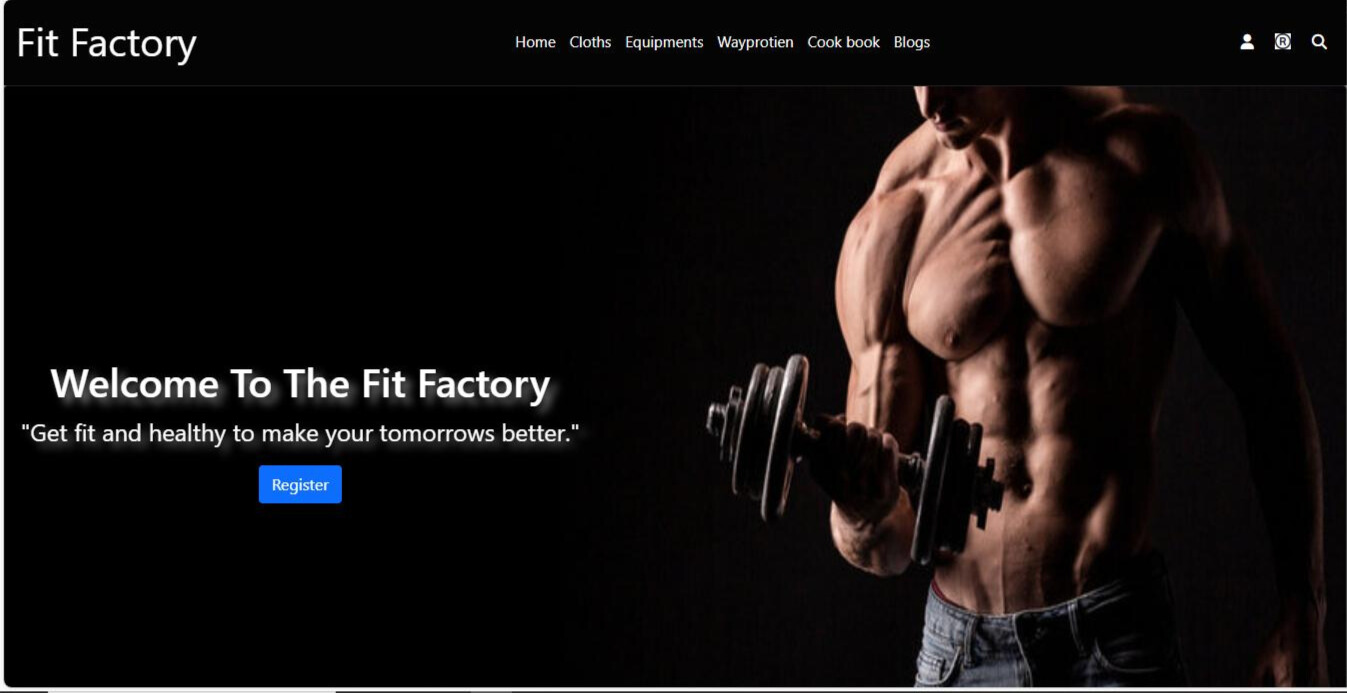 Fit Factory
Home Cloths Equipments Wayprotien Cook book Blogs ®
Welcome To The Fit Factory
"Get fit and healthy to make your tomorrows better."
Register